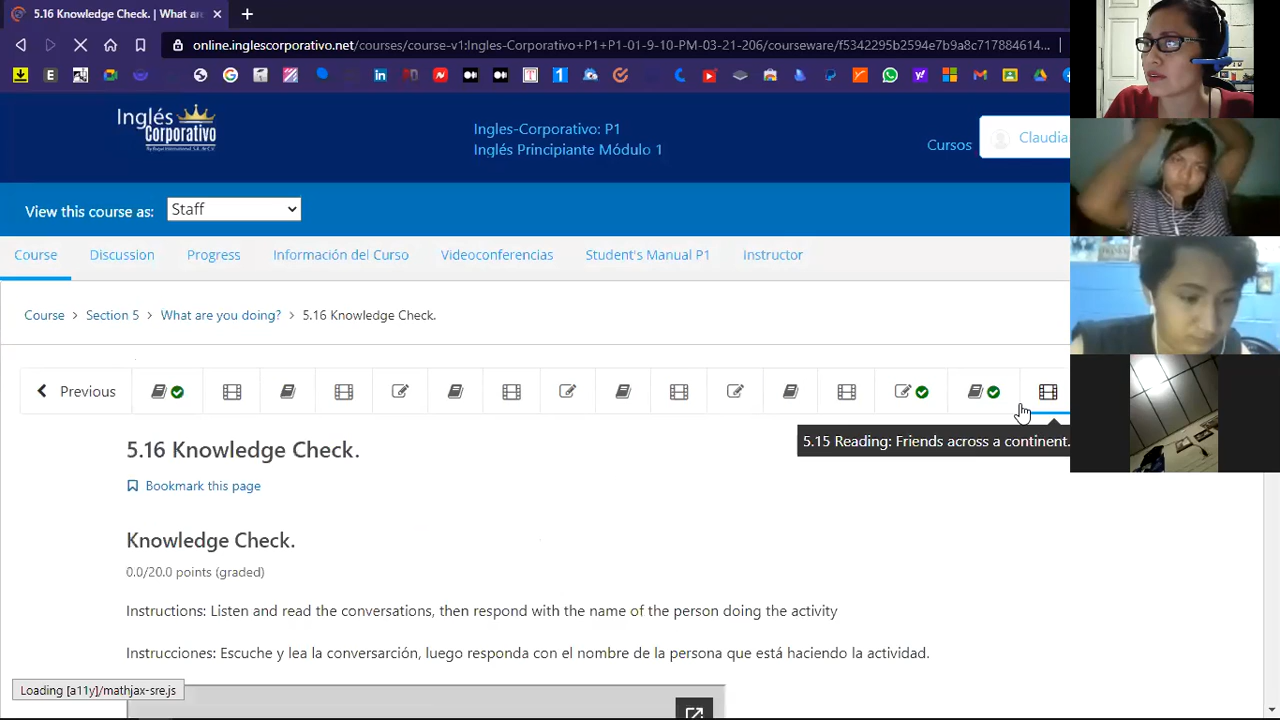 5.16 Knowledge Check. | What are
online.inglescorporativo.net/courses/course-v1:Ingles-Corporativo+P1+P1-01-9-10-PM-03-21-206/courseware/f5342295b2594e7b9a8c717884614...
Inglés
Corporativo
Ingles-Corporativo: P1
Inglés Principiante Módulo 1
Cursos
Claudia
View this course as:
Staff
Course
Discussion
Progress
Información del Curso
Videoconferencias
Student's Manual P1
Instructor
Course > Section 5 > What are you doing? > 5.16 Knowledge Check.
Previous
5.15 Reading: Friends across a continent.
5.16 Knowledge Check.
Bookmark this page
Knowledge Check.
0.0/20.0 points (graded)
Instructions: Listen and read the conversations, then respond with the name of the person doing the activity
Instrucciones: Escuche y lea la conversarción, luego responda con el nombre de la persona que está haciendo la actividad.
Loading [a11y]/mathjax-sre.js